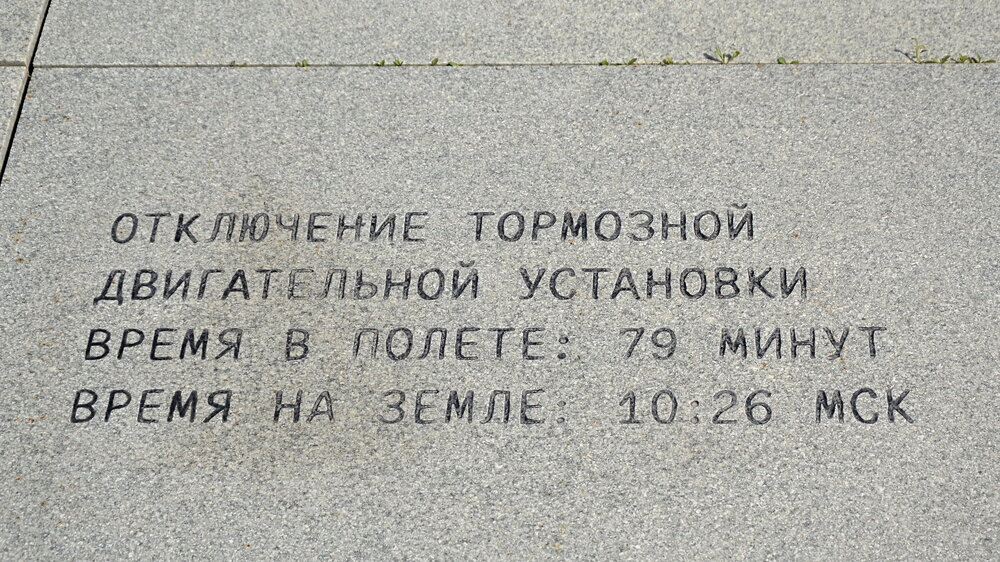 ОТКЛЮЧЕНИЕ ТОРМОЗНОЙ
ДВИГАТЕЛЬНОЙ УСТАНОВКИ
ВРЕМЯ В ПОЛЕТЕ: 79 МИНУТ
ВРЕМЯ НА ЗЕМЛЕ: 10:26 МСК